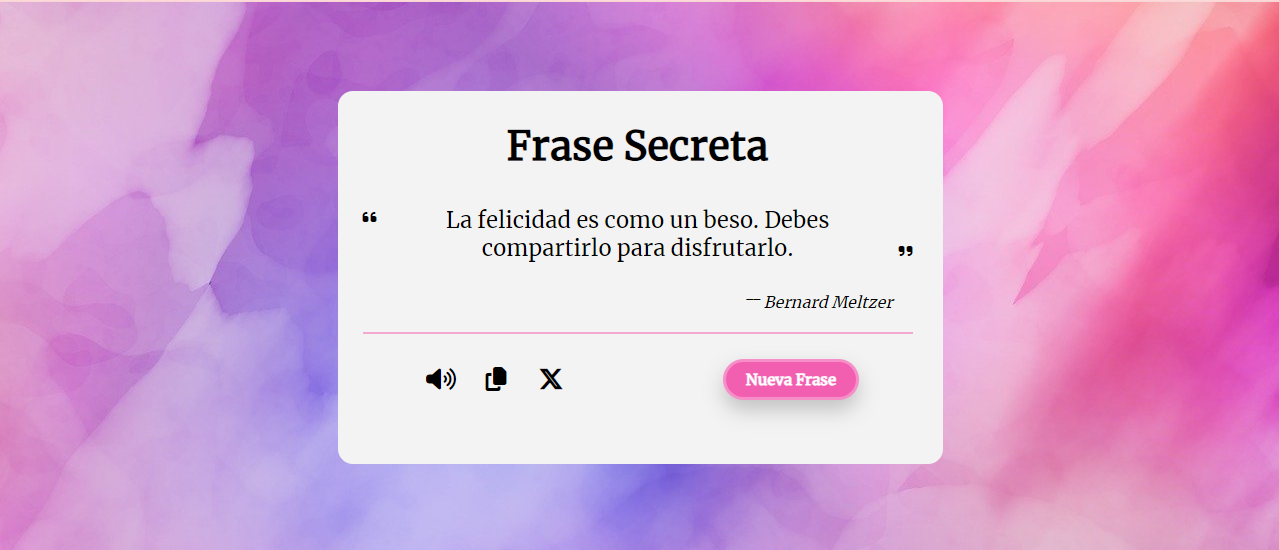 Frase Secreta
“ La felicidad es como un beso. Debes
compartirlo para disfrutarlo. ”
— Bernard Meltzer
Nueva Frase